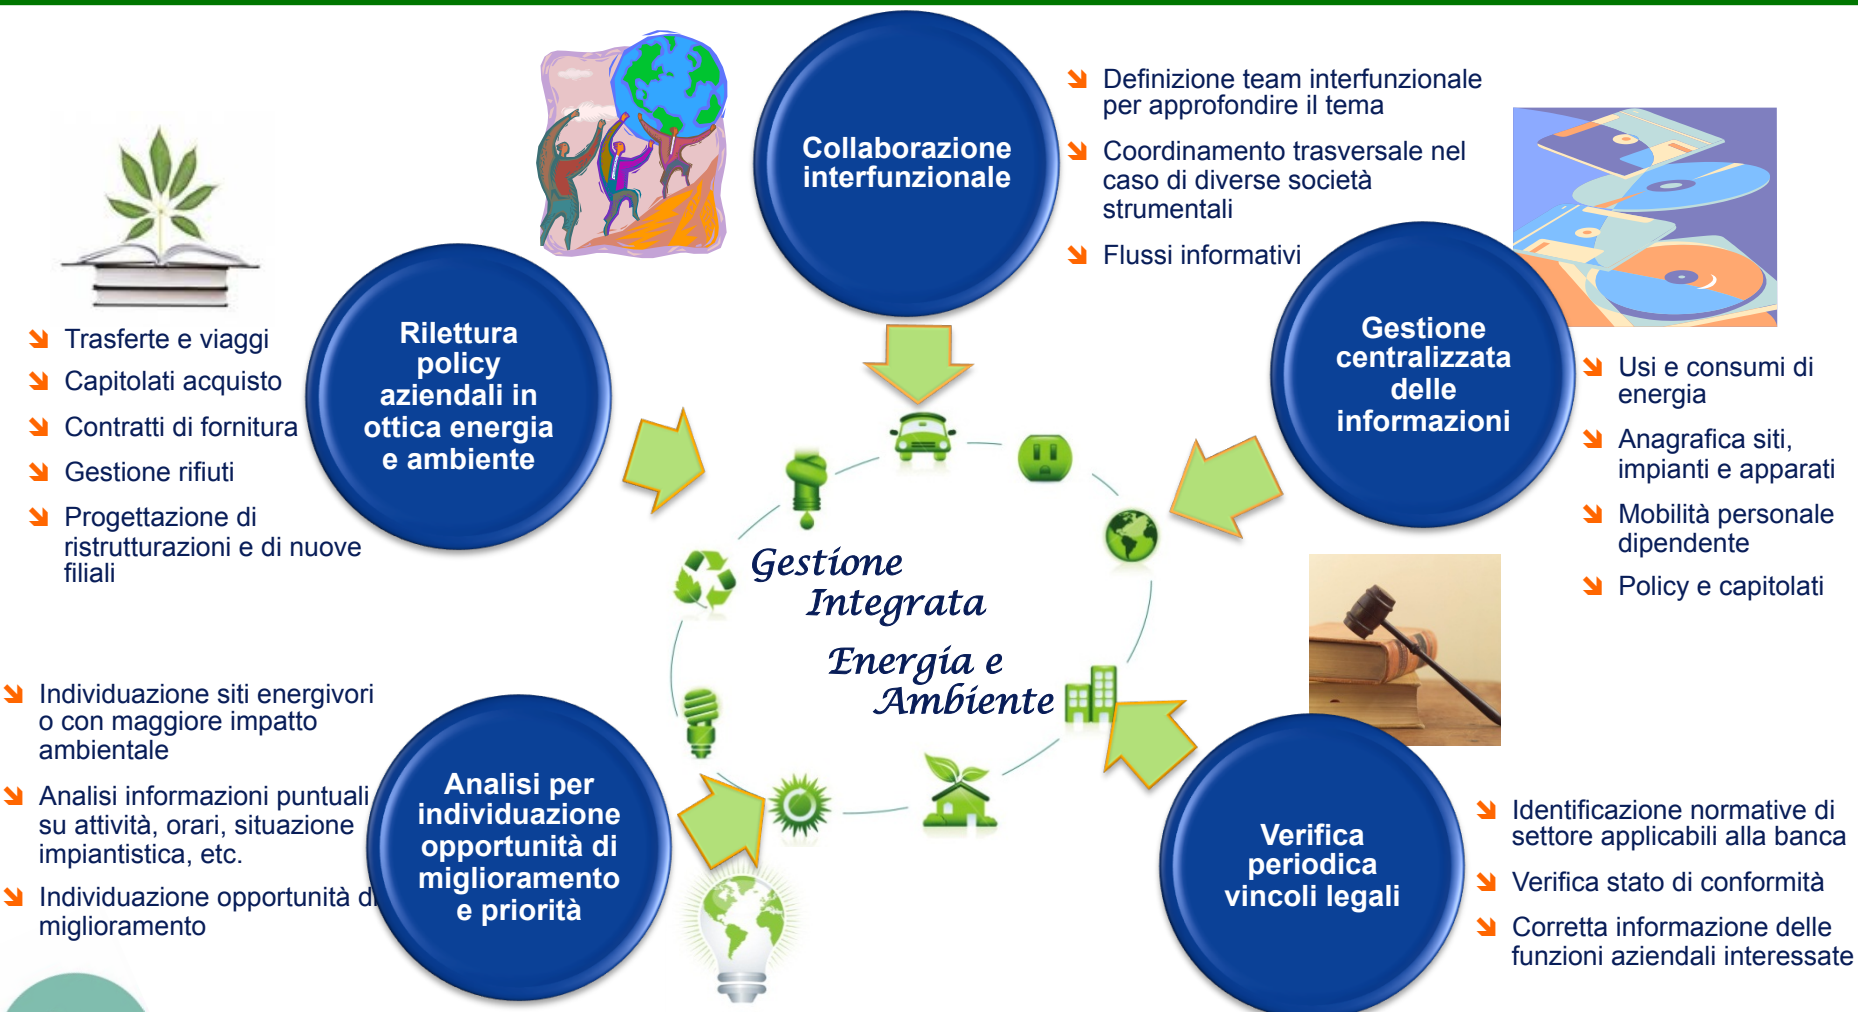 Collaborazione
interfunzionale
Definizione team interfunzionale
per approfondire il tema
Coordinamento trasversale nel
caso di diverse società
strumentali
Flussi informativi
Rilettura
policy
aziendali in
ottica energia
e ambiente
Trasferte e viaggi
Capitolati acquisto
Contratti di fornitura
Gestione rifiuti
Progettazione di
ristrutturazioni e di nuove
filiali
Gestione
centralizzata
delle
informazioni
Usi e consumi di
energia
Anagrafica siti,
impianti e apparati
Mobilità personale
dipendente
Policy e capitolati
Gestione
Integrata
Energia e
Ambiente
Individuazione siti energivori
o con maggiore impatto
ambientale
Analisi informazioni puntuali
su attività, orari, situazione
impiantistica, etc.
Individuazione opportunità di
miglioramento
Analisi per
individuazione
opportunità di
miglioramento
e priorità
Verifica
periodica
vincoli legali
Identificazione normative di
settore applicabili alla banca
Verifica stato di conformità
Corretta informazione delle
funzioni aziendali interessate